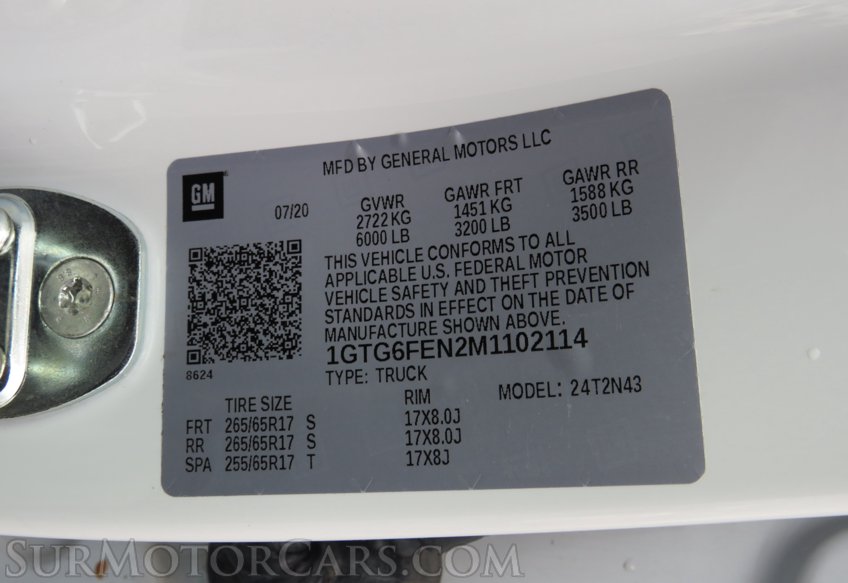 MFD BY GENERAL MOTORS LLC
GM
07/20
GVWR GAWR FRT GAWR RR
2722 KG 1451 KG 1588 KG
6000 LB 3200 LB 3500 LB
THIS VEHICLE CONFORMS TO ALL
APPLICABLE U.S. FEDERAL MOTOR
VEHICLE SAFETY AND THEFT PREVENTION
STANDARDS IN EFFECT ON THE DATE OF
MANUFACTURE SHOWN ABOVE.
1GTG6FEN2M1102114
8624
TYPE: TRUCK MODEL: 24T2N43
TIRE SIZE RIM
FRT 265/65R17 S 17X8.0J
RR 265/65R17 S 17X8.0J
SPA 255/65R17 T 17X8J
SURMOTORCARS.COM